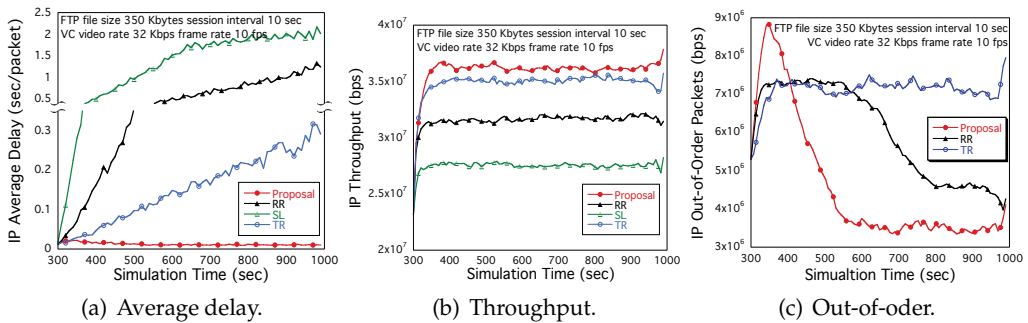 FTP file size 350 Kbytes session interval 10 sec
VC video rate 32 Kbps frame rate 10 fps
IP Average Delay (sec/packet)
2.5
2
1.5
1
0.5
0.3
0.2
0.1
0
Proposal
RR
SL
TR
300 400 500 600 700 800 900 1000
Simulation Time (sec)
(a) Average delay.
FTP file size 350 Kbytes session interval 10 sec
VC video rate 32 Kbps frame rate 10 fps
IP Throughput (bps)
4x10⁷
3.5x10⁷
3x10⁷
2.5x10⁷
2x10⁷
Proposal
RR
SL
TR
300 400 500 600 700 800 900 1000
Simulation Time (sec)
(b) Throughput.
FTP file size 350 Kbytes session interval 10 sec
VC video rate 32 Kbps frame rate 10 fps
IP Out-of-Order Packets (bps)
9x10⁶
8x10⁶
7x10⁶
6x10⁶
5x10⁶
4x10⁶
3x10⁶
Proposal
RR
TR
300 400 500 600 700 800 900 1000
Simualtion Time (sec)
(c) Out-of-oder.